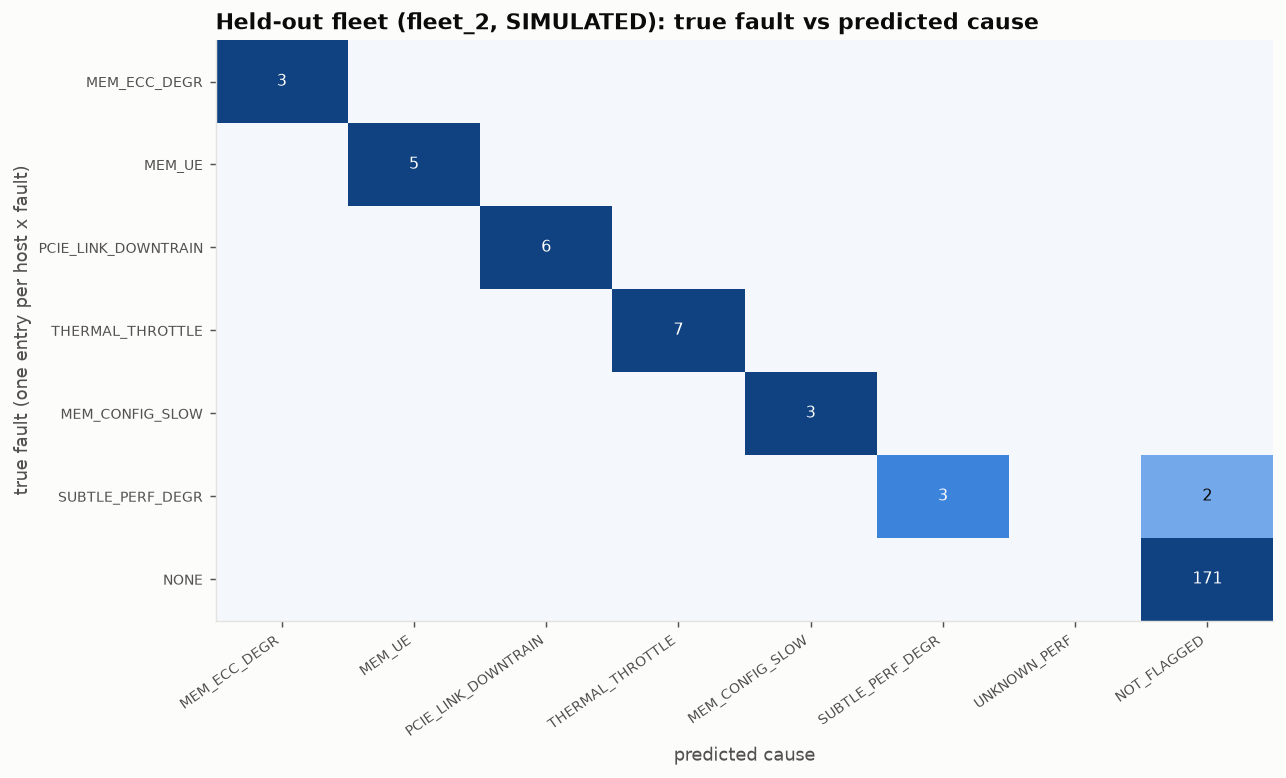 Held-out fleet (fleet_2, SIMULATED): true fault vs predicted cause
true fault (one entry per host x fault)
MEM_ECC_DEGR
3
MEM_UE
5
PCIE_LINK_DOWNTRAIN
6
THERMAL_THROTTLE
7
MEM_CONFIG_SLOW
3
SUBTLE_PERF_DEGR
3
2
NONE
171
MEM_ECC_DEGR
MEM_UE
PCIE_LINK_DOWNTRAIN
THERMAL_THROTTLE
MEM_CONFIG_SLOW
SUBTLE_PERF_DEGR
UNKNOWN_PERF
NOT_FLAGGED
predicted cause